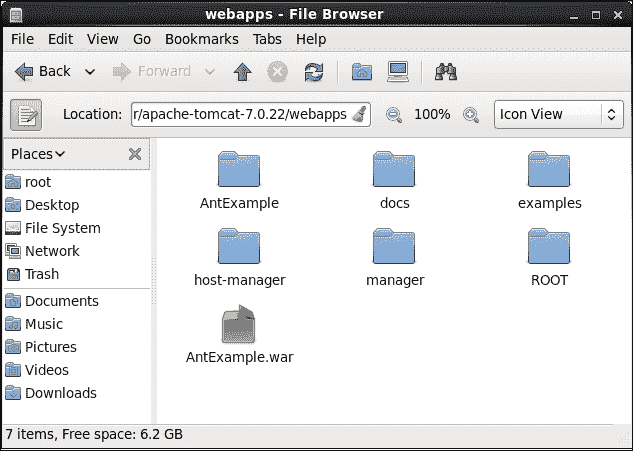 webapps - File Browser
File Edit View Go Bookmarks Tabs Help
Back Forward
Location: r/apache-tomcat-7.0.22/webapps 100% Icon View
Places
root
Desktop
File System
Network
Trash
Documents
Music
Pictures
Videos
Downloads
AntExample docs examples
host-manager manager ROOT
AntExample.war
7 items, Free space: 6.2 GB